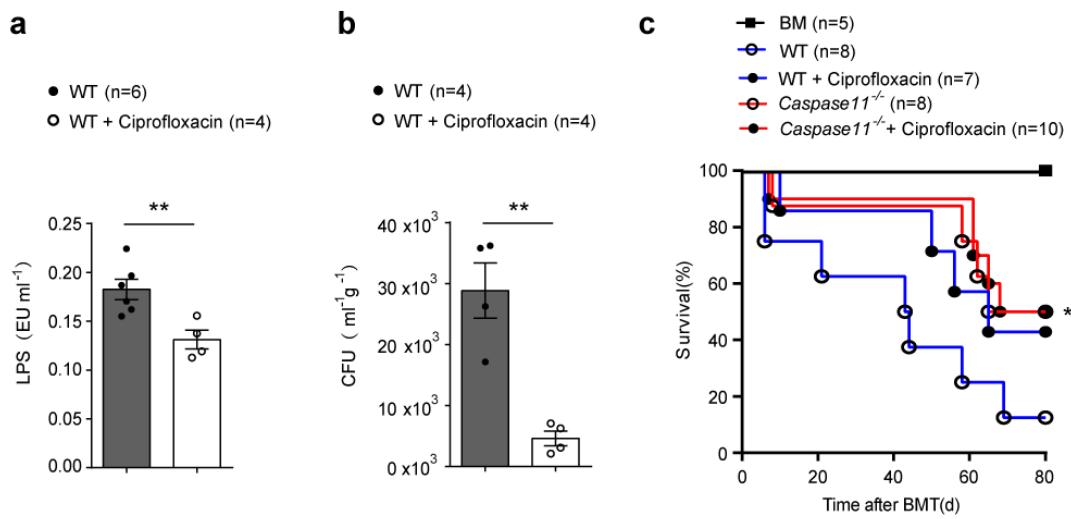 a
WT (n=6)
WT + Ciprofloxacin (n=4)
**
LPS (EU ml⁻¹)
0.25
0.20
0.15
0.10
0.05
0.00
b
WT (n=4)
WT + Ciprofloxacin (n=4)
**
CFU ( ml⁻¹g⁻¹)
40 x10³
30 x10³
20 x10³
10 x10³
0 x10³
c
BM (n=5)
WT (n=8)
WT + Ciprofloxacin (n=7)
Caspase11⁻/⁻ (n=8)
Caspase11⁻/⁻ + Ciprofloxacin (n=10)
Survival(%)
100
80
60
40
20
0
*
0 20 40 60 80
Time after BMT(d)